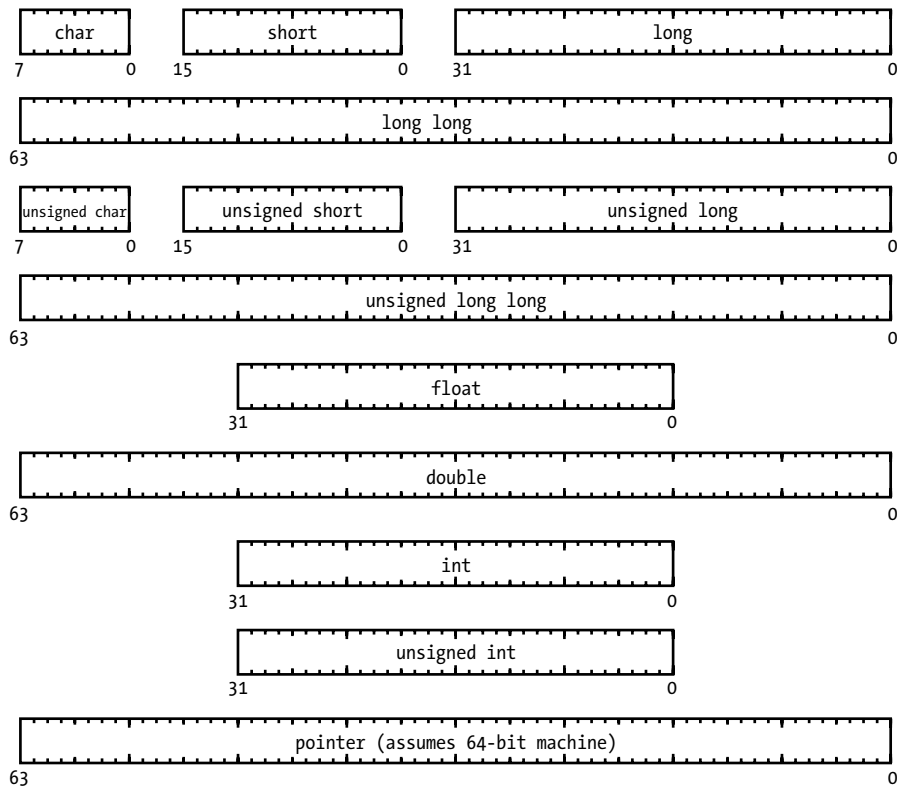 char short long
7 0 15 0 31 0
long long
63 0
unsigned char unsigned short unsigned long
7 0 15 0 31 0
unsigned long long
63 0
float
31 0
double
63 0
int
31 0
unsigned int
31 0
pointer (assumes 64-bit machine)
63 0